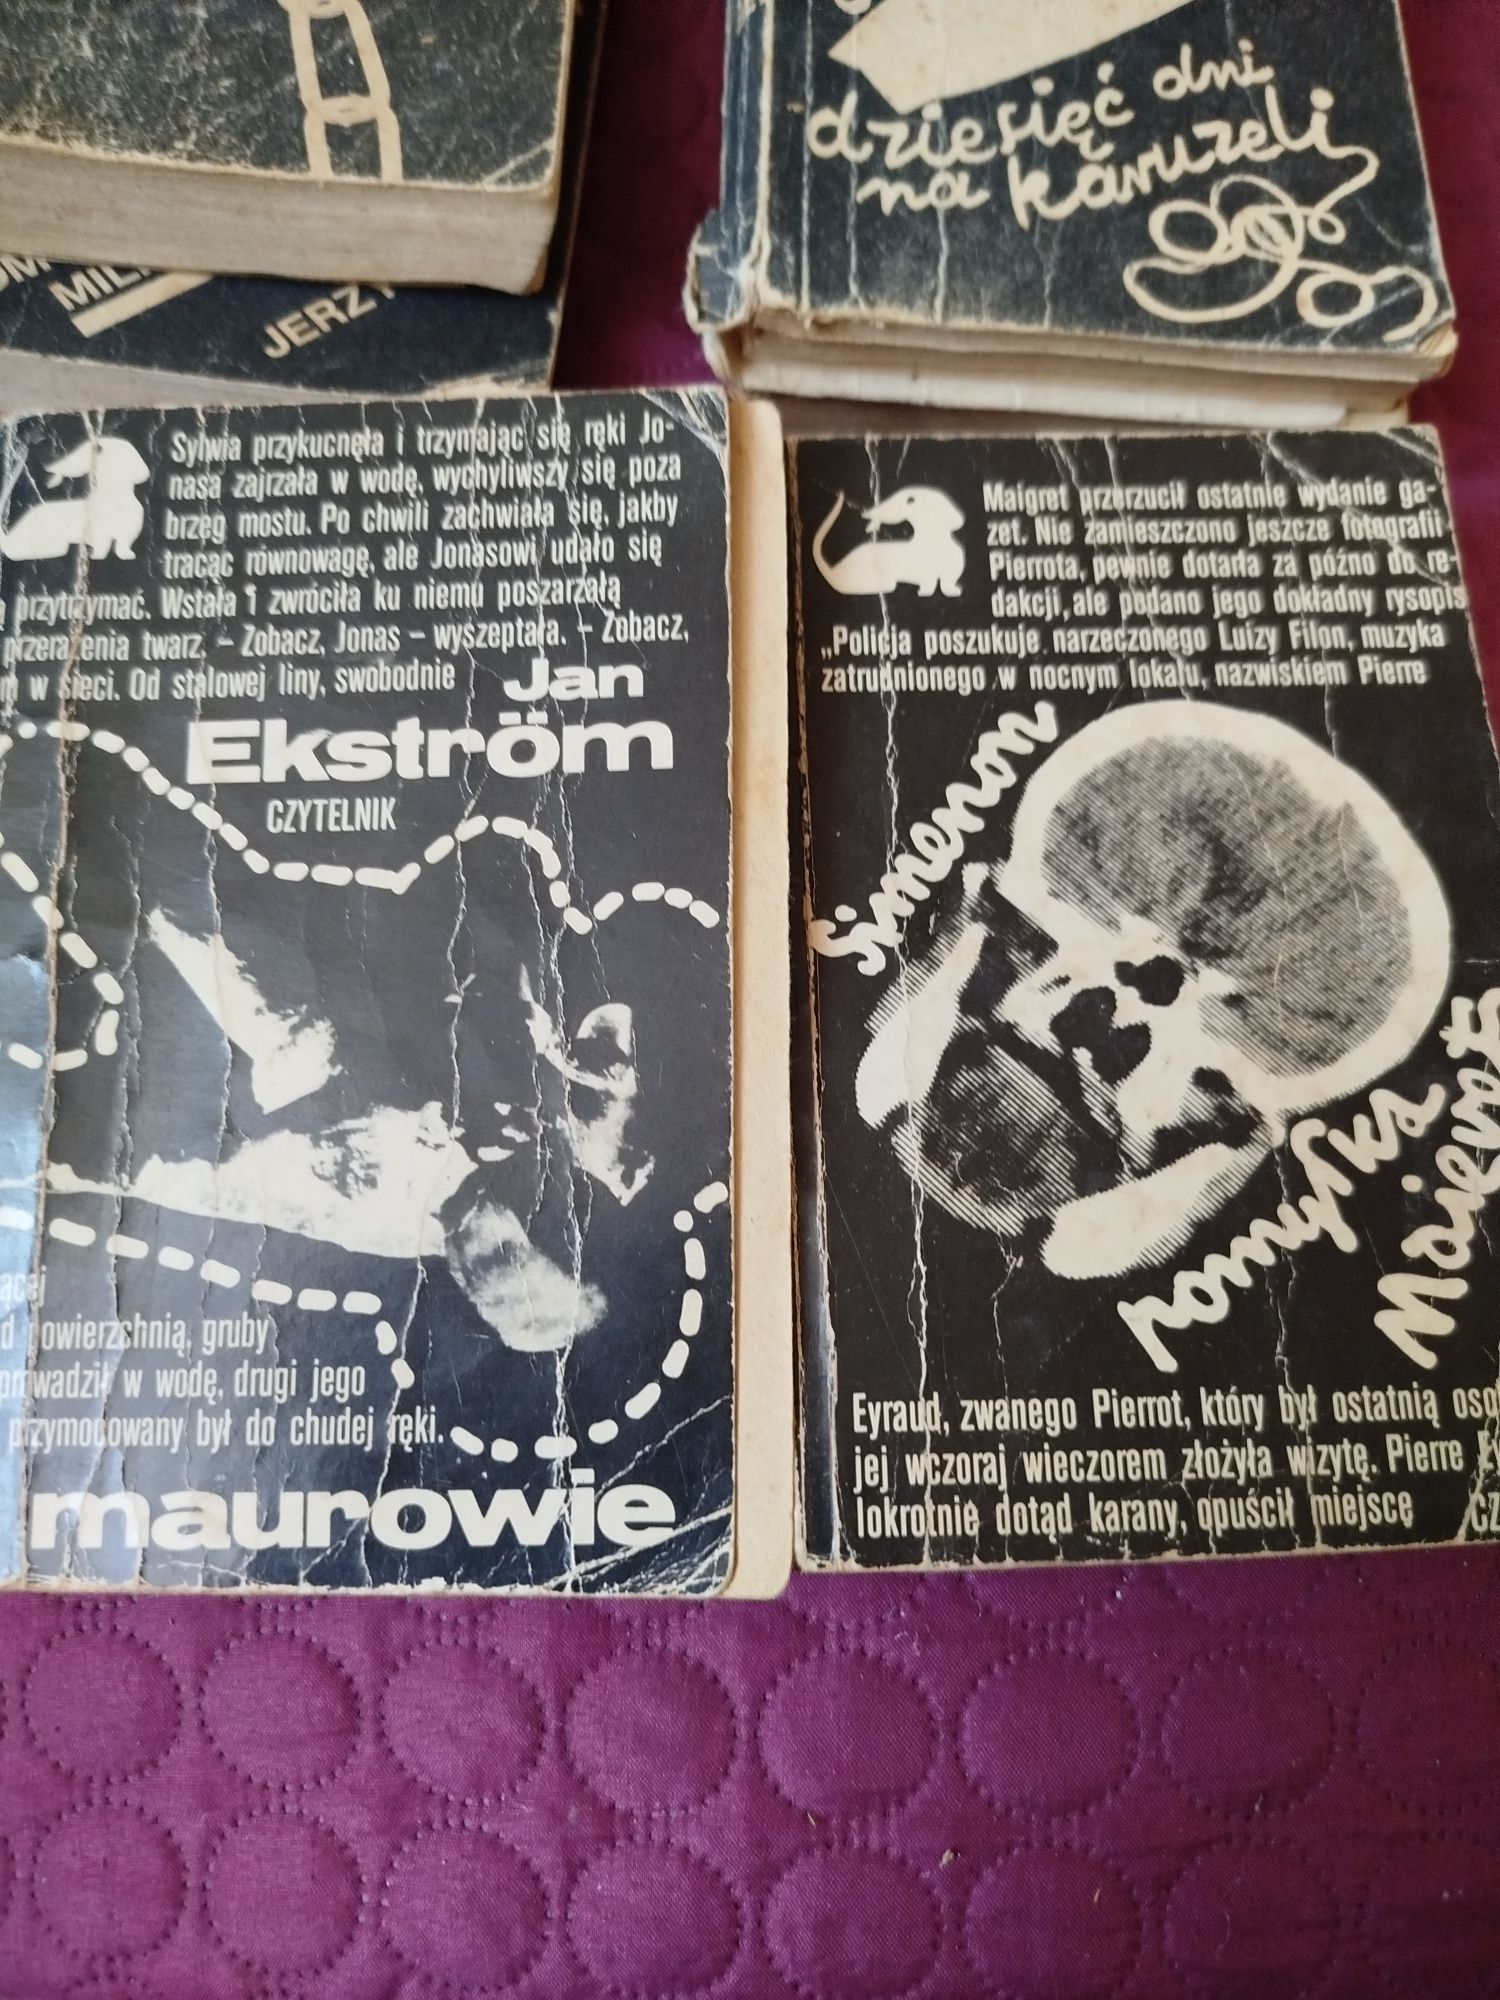 dziesięć dni
na karuzeli
JERZY
Sylwia przykucnęła i trzymając się ręki Jo-
nasa zajrzała w wodę, wychyliwszy się poza
brzeg mostu. Po chwili zachwiała się, jakby
tracąc równowagę, ale Jonasowi udało się
przytrzymać. Wstała i zwróciła ku niemu poszarzałą
przerażenia twarz. – Zobacz, Jonas – wyszeptała. – Zobacz,
w sieci. Od stalowej liny, swobodnie
Jan
Ekström
CZYTELNIK
powierzchnią, gruby
w wodę, drugi jego
przymocowany był do chudej ręki.
maurowie
Maigret przerzucił ostatnie wydanie ga-
zet. Nie zamieszczono jeszcze fotografii
Pierrota, pewnie dotarła za późno do re-
dakcji, ale podano jego dokładny rysopis
„Policja poszukuje narzeczonego Luizy Filon, muzyka
zatrudnionego w nocnym lokalu, nazwiskiem Pierre
Simenon
pomyłka
Maigreta
Eyraud, zwanego Pierrot, który był ostatnią
jej wczoraj wieczorem złożyła wizytę. Pierre
lokrotnie dotąd karany, opuścił miejsce